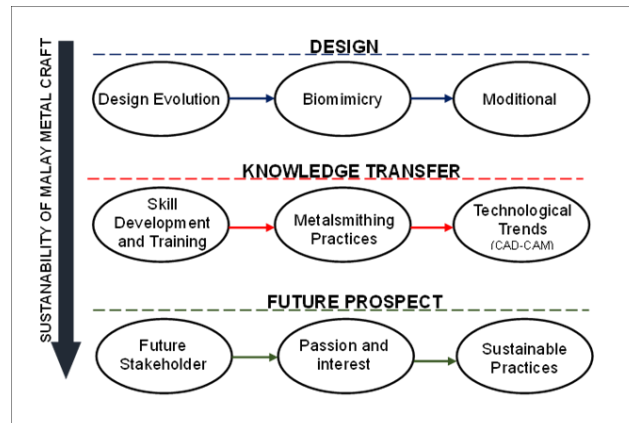 SUSTANABILITY OF MALAY METAL CRAFT
DESIGN
Design Evolution
Biomimicry
Moditional
KNOWLEDGE TRANSFER
Skill
Development
and Training
Metalsmithing
Practices
Technological
Trends
(CAD-CAM)
FUTURE PROSPECT
Future
Stakeholder
Passion and
interest
Sustainable
Practices